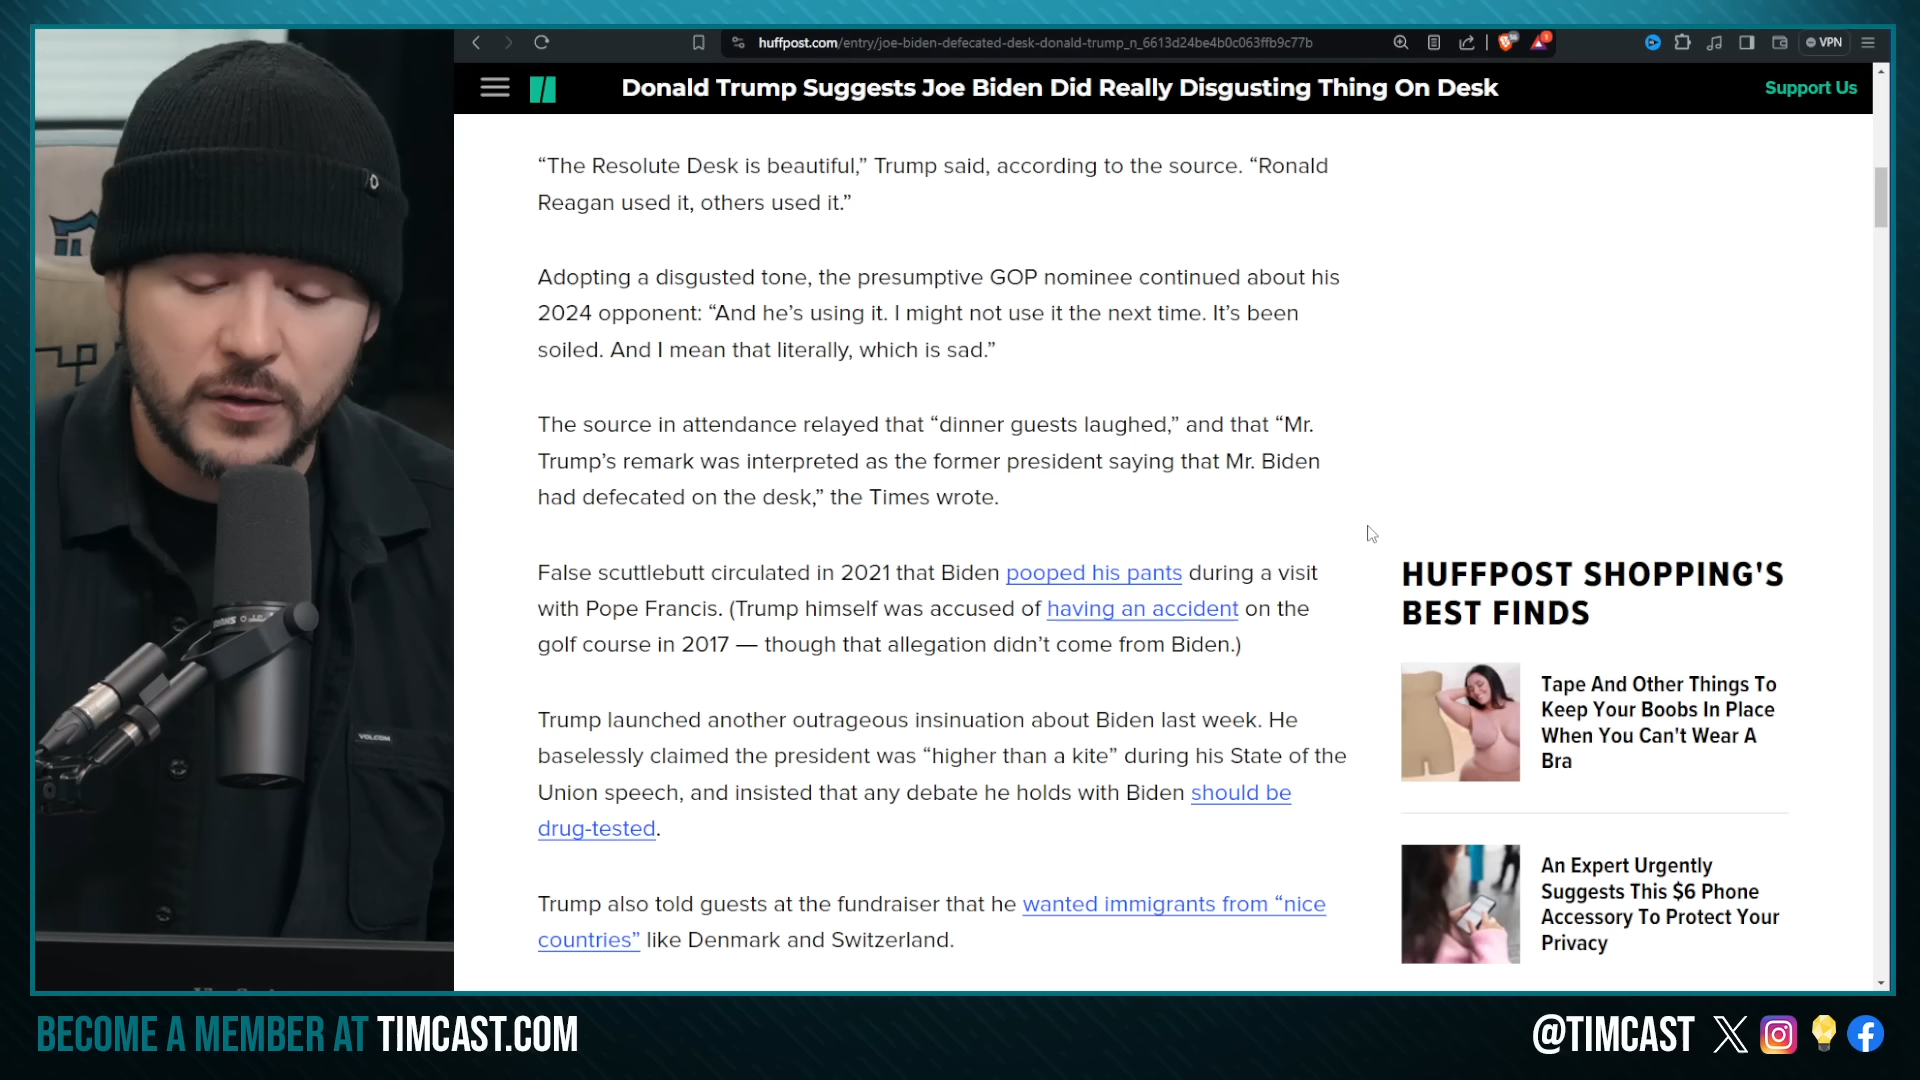 huffpost.com/entry/joe-biden-defecated-desk-donald-trump_n_6613d24be4b0c063ffb9c77b
VPN
Donald Trump Suggests Joe Biden Did Really Disgusting Thing On Desk
Support Us
“The Resolute Desk is beautiful,” Trump said, according to the source. “Ronald
Reagan used it, others used it.”
Adopting a disgusted tone, the presumptive GOP nominee continued about his
2024 opponent: “And he’s using it. I might not use it the next time. It’s been
soiled. And I mean that literally, which is sad.”
The source in attendance relayed that “dinner guests laughed,” and that “Mr.
Trump’s remark was interpreted as the former president saying that Mr. Biden
had defecated on the desk,” the Times wrote.
False scuttlebutt circulated in 2021 that Biden pooped his pants during a visit
with Pope Francis. (Trump himself was accused of having an accident on the
golf course in 2017 — though that allegation didn’t come from Biden.)
Trump launched another outrageous insinuation about Biden last week. He
baselessly claimed the president was “higher than a kite” during his State of the
Union speech, and insisted that any debate he holds with Biden should be
drug-tested.
Trump also told guests at the fundraiser that he wanted immigrants from “nice
countries” like Denmark and Switzerland.
HUFFPOST SHOPPING'S
BEST FINDS
Tape And Other Things To
Keep Your Boobs In Place
When You Can't Wear A
Bra
An Expert Urgently
Suggests This $6 Phone
Accessory To Protect Your
Privacy
VOLCOM
BECOME A MEMBER AT TIMCAST.COM
@TIMCAST